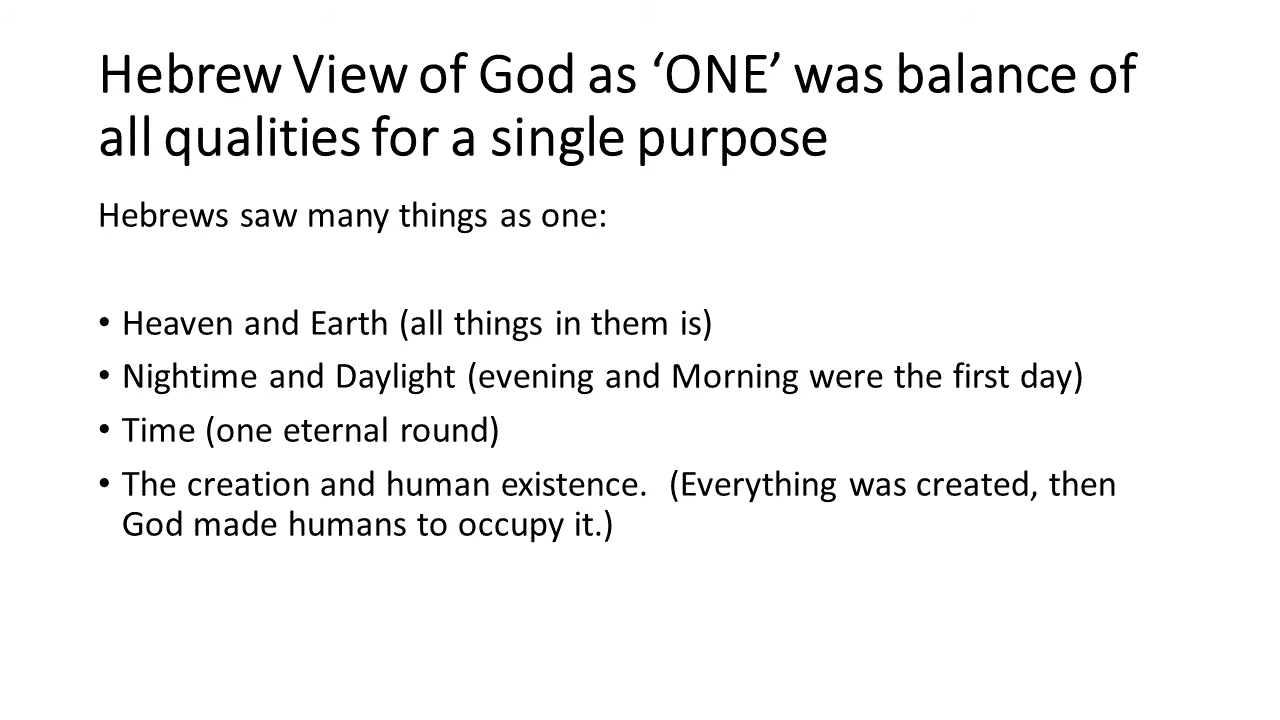 Hebrew View of God as ‘ONE’ was balance of
all qualities for a single purpose
Hebrews saw many things as one:
• Heaven and Earth (all things in them is)
• Nightime and Daylight (evening and Morning were the first day)
• Time (one eternal round)
• The creation and human existence.  (Everything was created, then
God made humans to occupy it.)